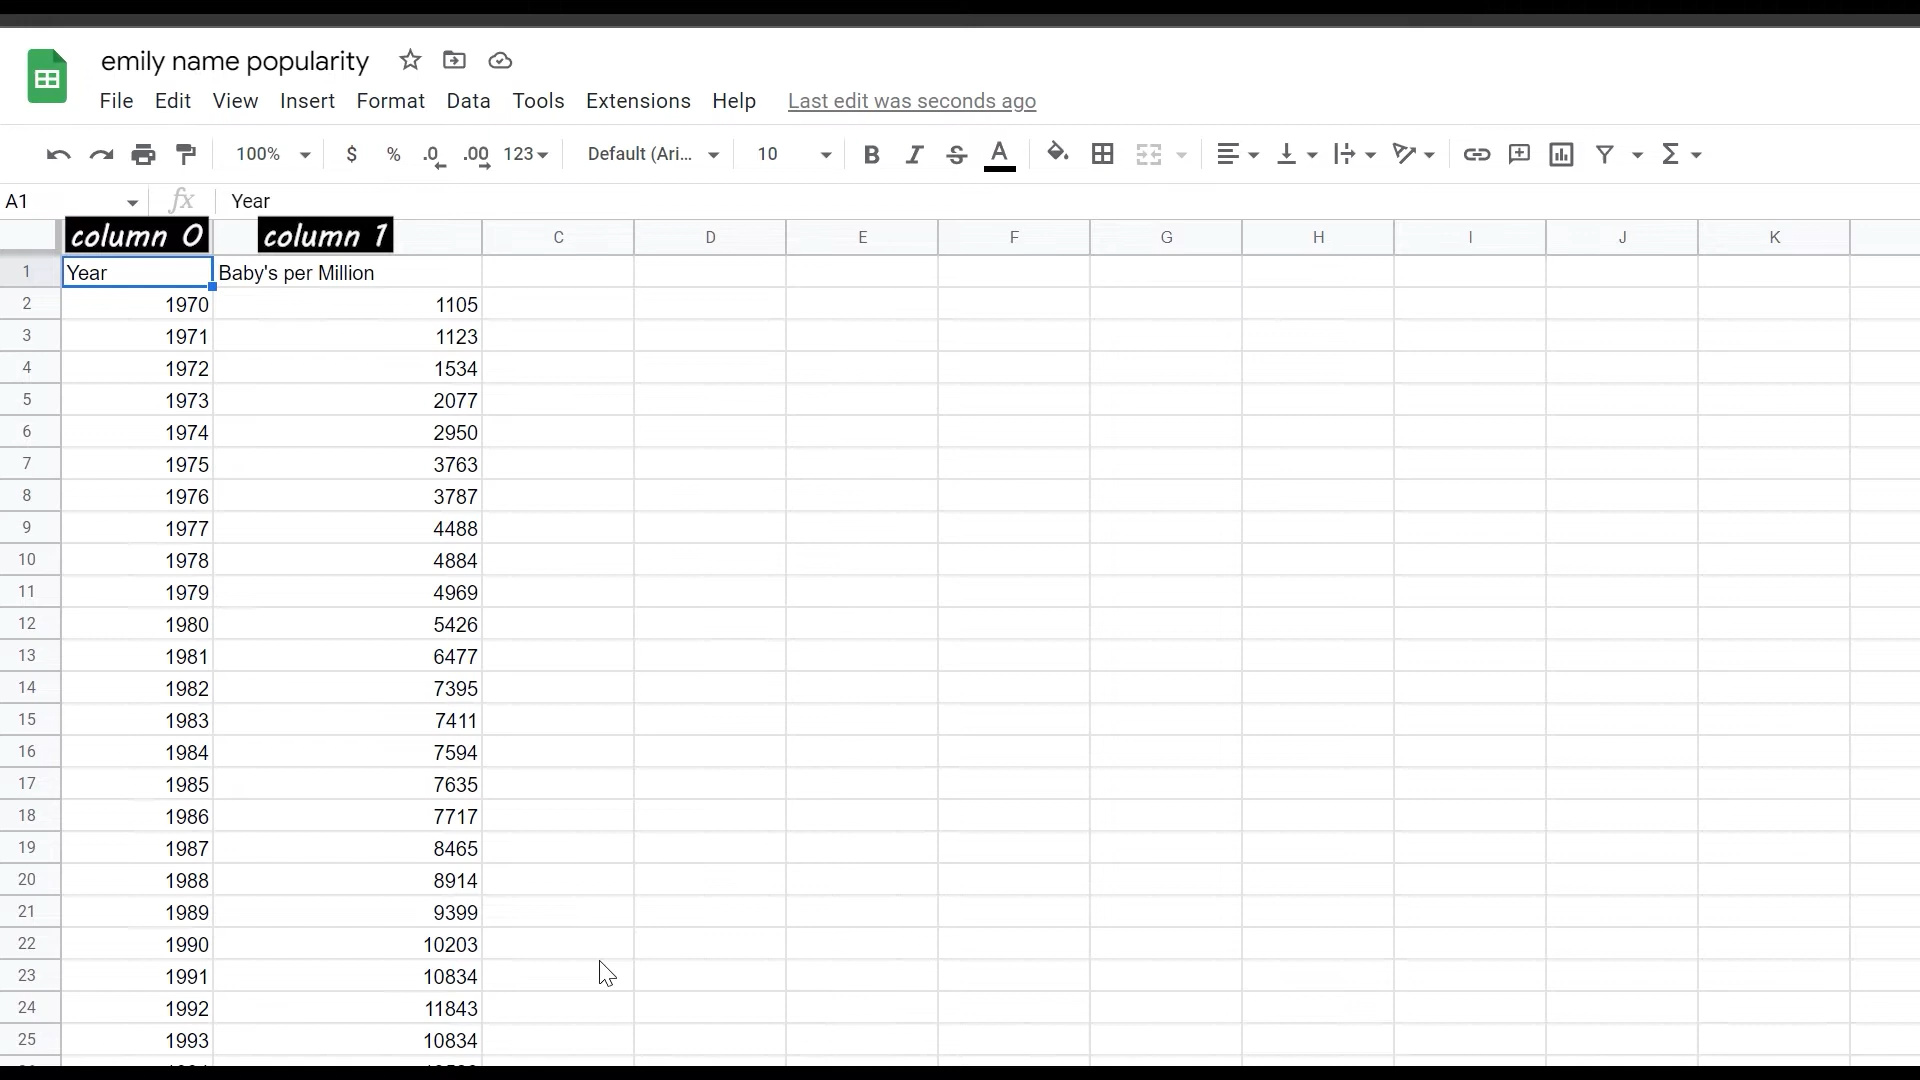 emily name popularity
File Edit View Insert Format Data Tools Extensions Help Last edit was seconds ago
100% $ % .0 .00 123 Default (Ari... 10 B I S A Σ
A1 fx Year
column 0 column 1 C D E F G H I J K
1 Year Baby's per Million
2 1970 1105
3 1971 1123
4 1972 1534
5 1973 2077
6 1974 2950
7 1975 3763
8 1976 3787
9 1977 4488
10 1978 4884
11 1979 4969
12 1980 5426
13 1981 6477
14 1982 7395
15 1983 7411
16 1984 7594
17 1985 7635
18 1986 7717
19 1987 8465
20 1988 8914
21 1989 9399
22 1990 10203
23 1991 10834
24 1992 11843
25 1993 10834